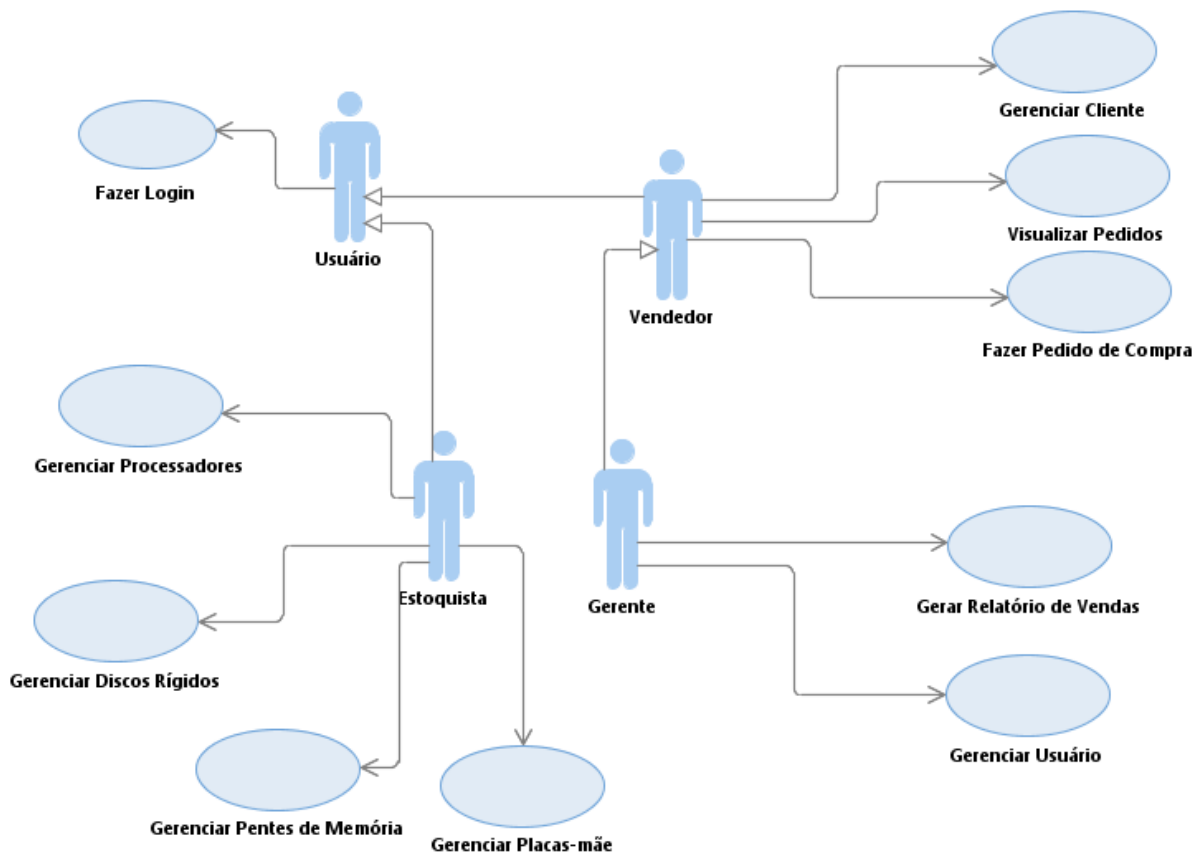 Gerenciar Cliente
Fazer Login
Visualizar Pedidos
Usuário
Vendedor
Fazer Pedido de Compra
Gerenciar Processadores
Estoquista
Gerente
Gerar Relatório de Vendas
Gerenciar Discos Rígidos
Gerenciar Usuário
Gerenciar Pentes de Memória
Gerenciar Placas-mãe